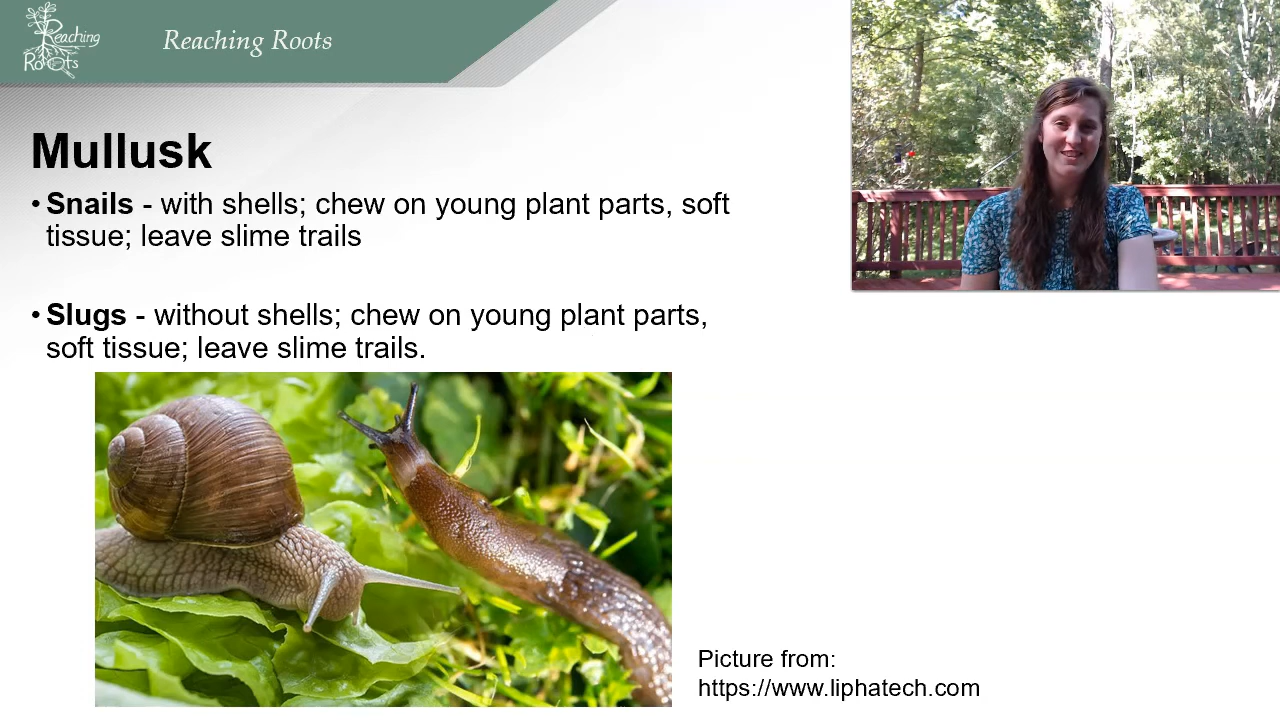 Reaching
Roots
Reaching Roots
Mullusk
• Snails - with shells; chew on young plant parts, soft
tissue; leave slime trails
• Slugs - without shells; chew on young plant parts,
soft tissue; leave slime trails.
Picture from:
https://www.liphatech.com